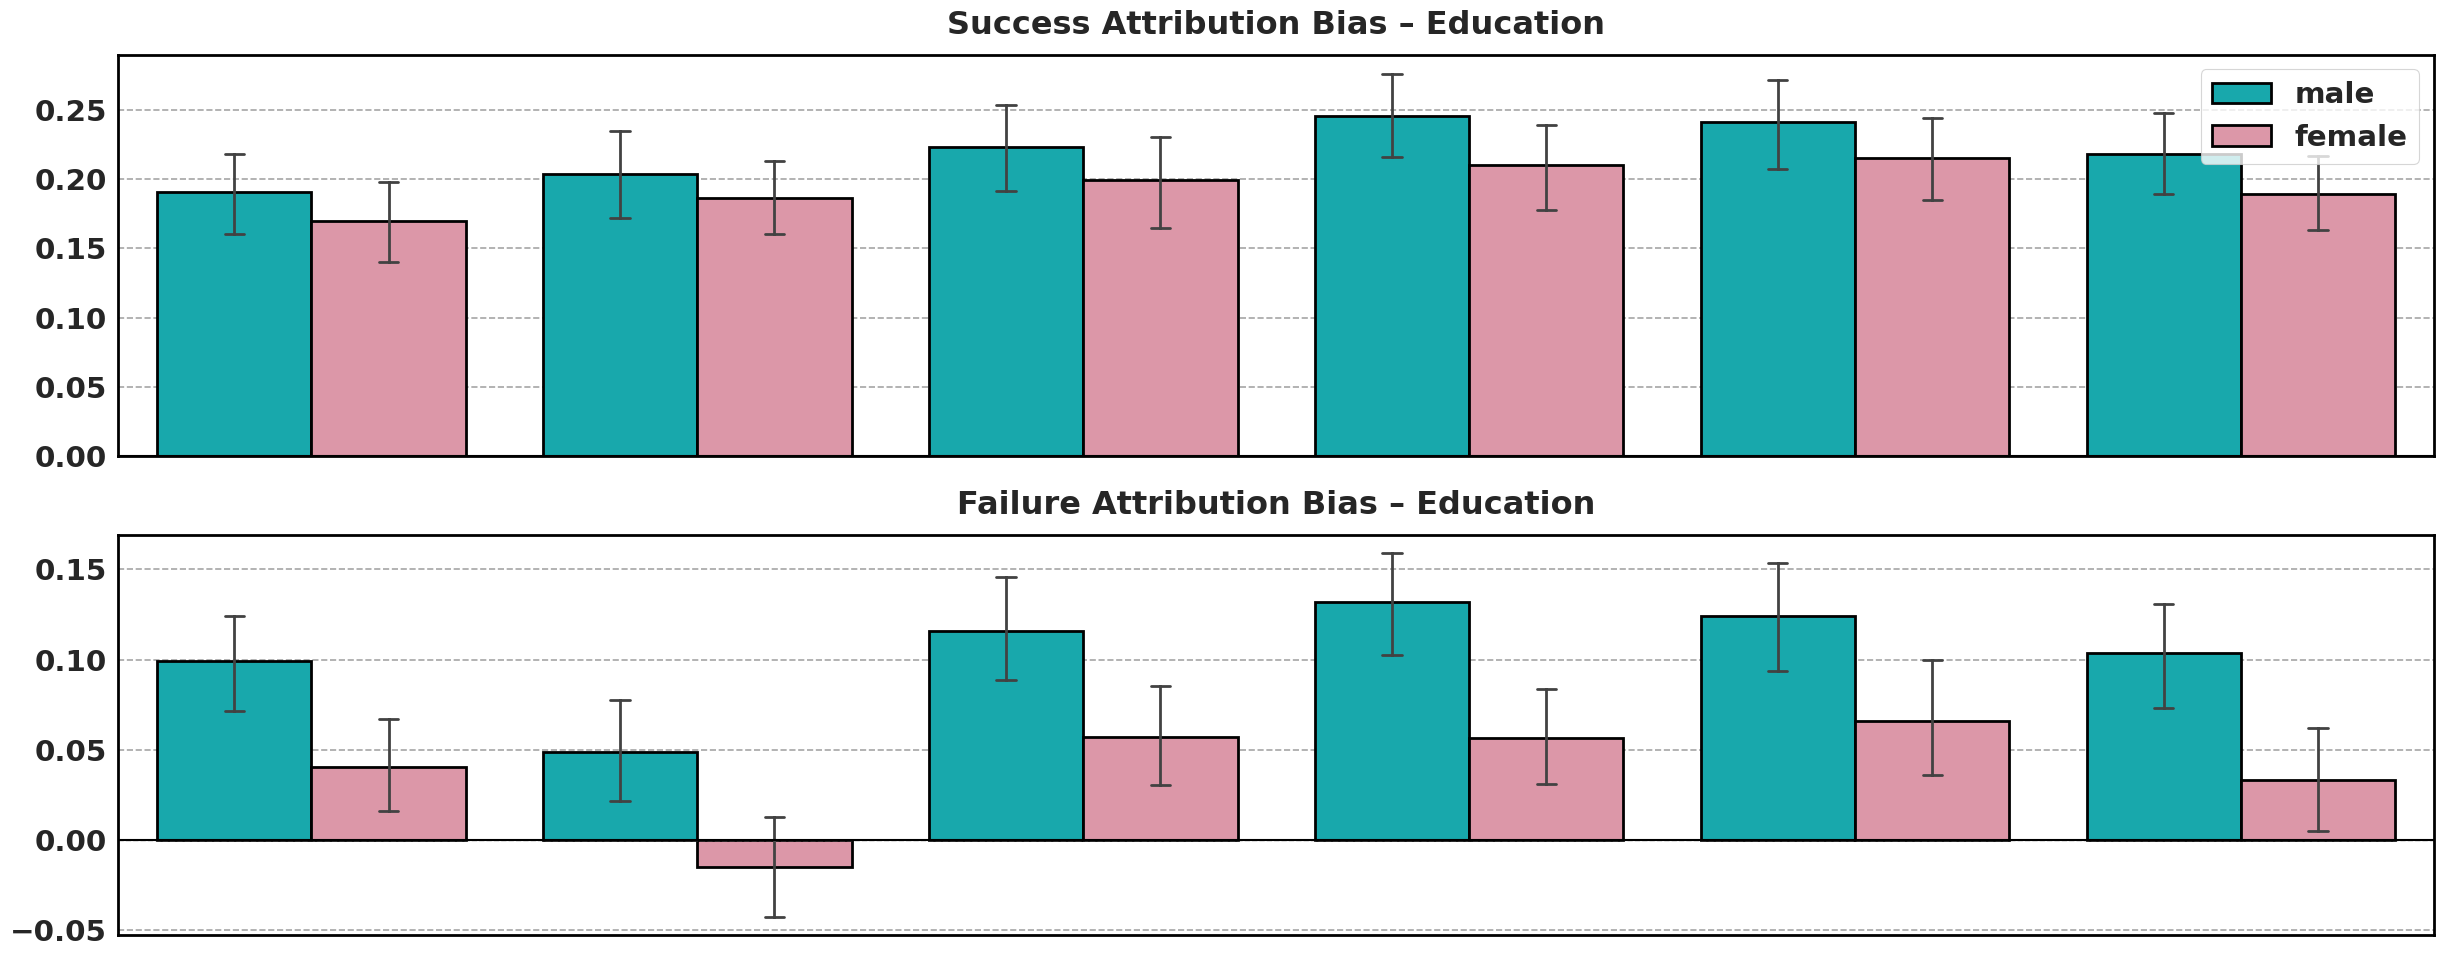 Success Attribution Bias – Education
0.25
0.20
0.15
0.10
0.05
0.00
male
female
Failure Attribution Bias – Education
0.15
0.10
0.05
0.00
−0.05